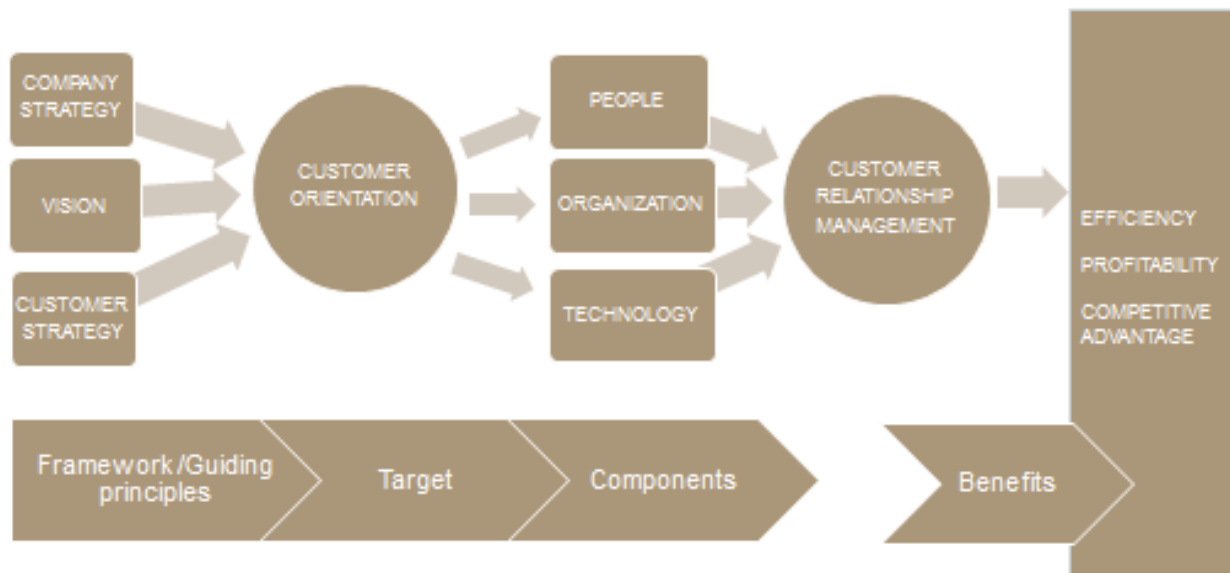 COMPANY
STRATEGY
VISION
CUSTOMER
STRATEGY
CUSTOMER
ORIENTATION
PEOPLE
ORGANIZATION
TECHNOLOGY
CUSTOMER
RELATIONSHIP
MANAGEMENT
EFFICIENCY
PROFITABILITY
COMPETITIVE
ADVANTAGE
Framework/Guiding
principles
Target
Components
Benefits